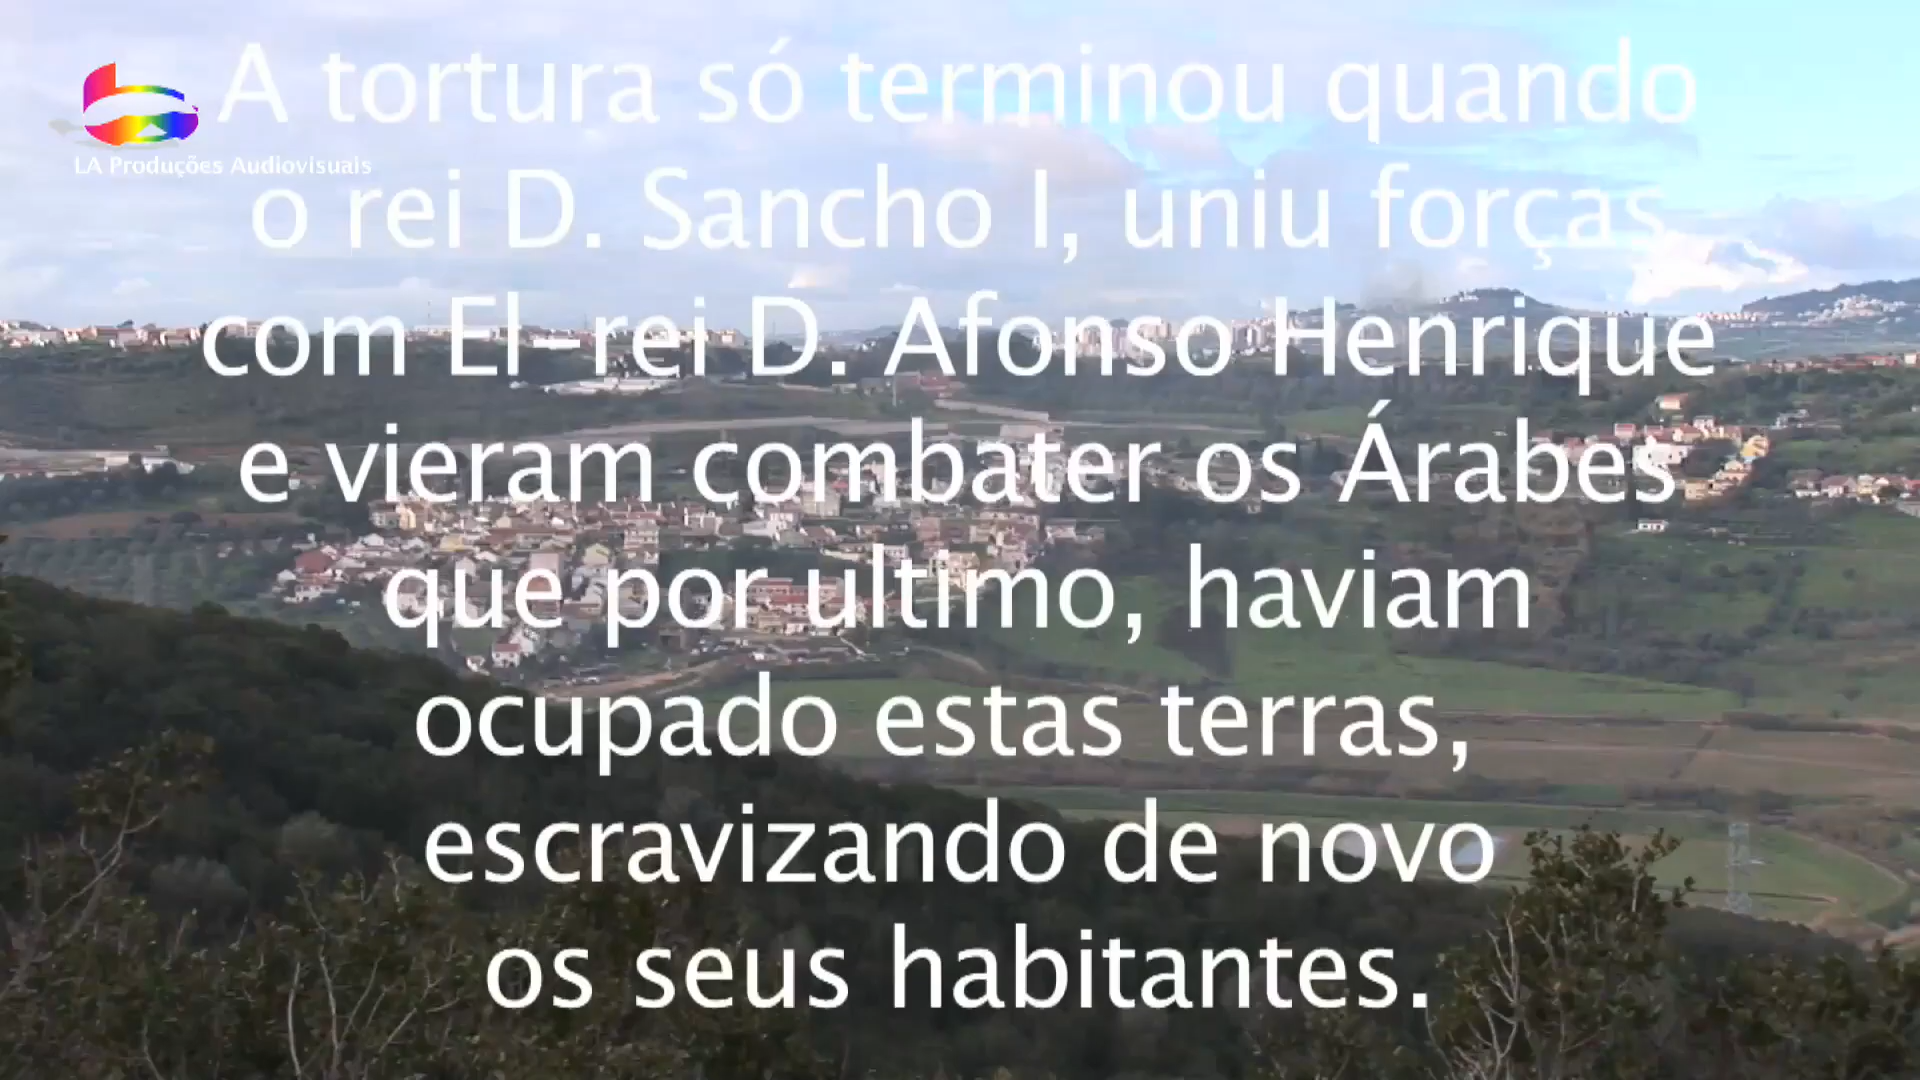 A tortura só terminou quando
LA Produções Audiovisuais
o rei D. Sancho I, uniu forças
com El-rei D. Afonso Henrique
e vieram combater os Árabes
que por ultimo, haviam
ocupado estas terras,
escravizando de novo
os seus habitantes.